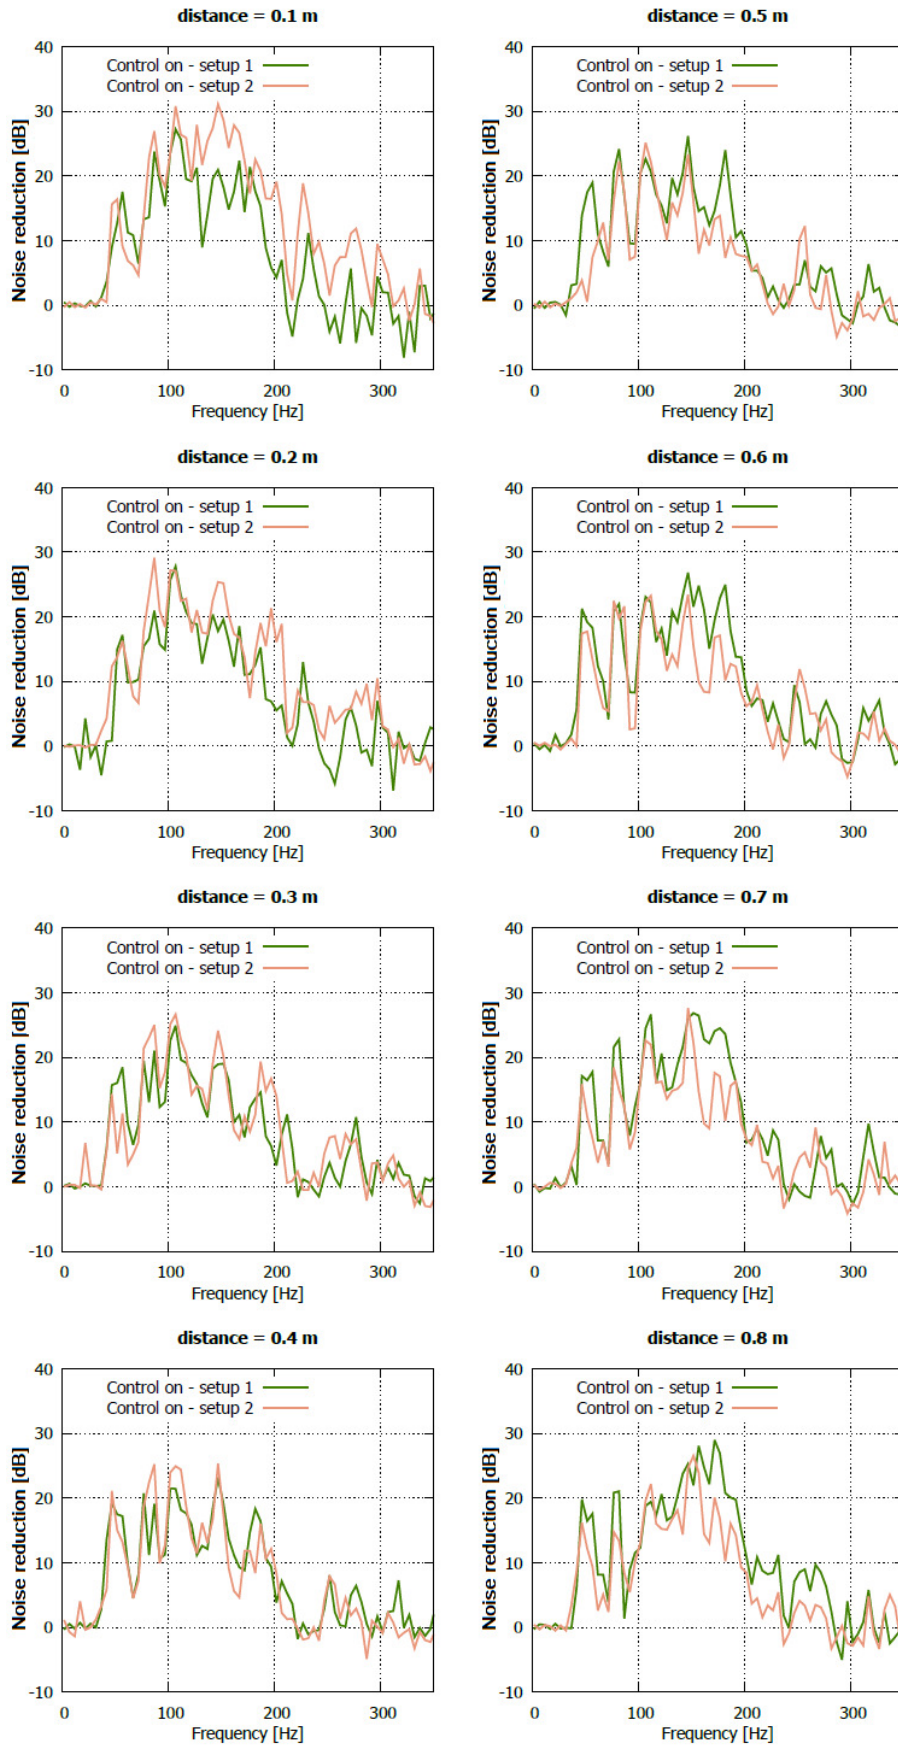 distance = 0.1 m
Noise reduction [dB]
40
30
20
10
0
-10
Control on - setup 1
Control on - setup 2
0 100 200 300
Frequency [Hz]
distance = 0.5 m
Noise reduction [dB]
40
30
20
10
0
-10
Control on - setup 1
Control on - setup 2
0 100 200 300
Frequency [Hz]
distance = 0.2 m
Noise reduction [dB]
40
30
20
10
0
-10
Control on - setup 1
Control on - setup 2
0 100 200 300
Frequency [Hz]
distance = 0.6 m
Noise reduction [dB]
40
30
20
10
0
-10
Control on - setup 1
Control on - setup 2
0 100 200 300
Frequency [Hz]
distance = 0.3 m
Noise reduction [dB]
40
30
20
10
0
-10
Control on - setup 1
Control on - setup 2
0 100 200 300
Frequency [Hz]
distance = 0.7 m
Noise reduction [dB]
40
30
20
10
0
-10
Control on - setup 1
Control on - setup 2
0 100 200 300
Frequency [Hz]
distance = 0.4 m
Noise reduction [dB]
40
30
20
10
0
-10
Control on - setup 1
Control on - setup 2
0 100 200 300
Frequency [Hz]
distance = 0.8 m
Noise reduction [dB]
40
30
20
10
0
-10
Control on - setup 1
Control on - setup 2
0 100 200 300
Frequency [Hz]